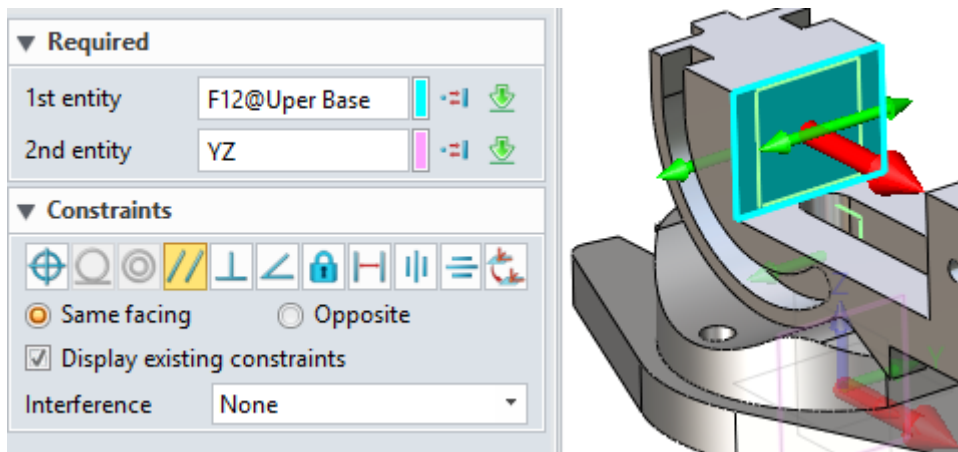 Required
1st entity F12@Uper Base
2nd entity YZ
Constraints
Same facing Opposite
Display existing constraints
Interference None
Z
Y